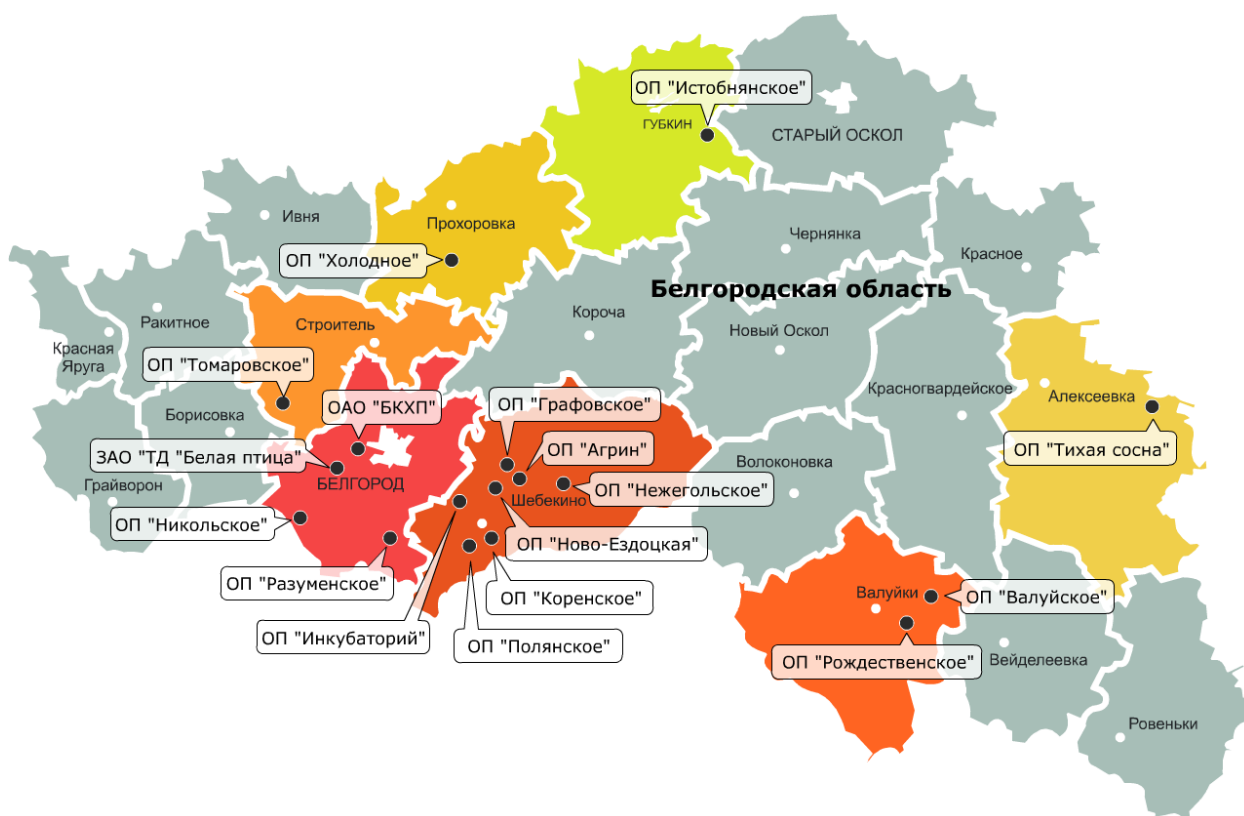 ОП "Истобнянское"
ГУБКИН
СТАРЫЙ ОСКОЛ
Ивня
Прохоровка
ОП "Холодное"
Чернянка
Красное
Белгородская область
Ракитное
Строитель
Короча
Новый Оскол
Красная
Яруга
ОП "Томаровское"
Красногвардейское
Алексеевка
Борисовка
ОАО "БКХП"
ОП "Графовское"
ОП "Агрин"
ОП "Тихая сосна"
ЗАО "ТД "Белая птица"
БЕЛГОРОД
Волоконовка
Грайворон
Шебекино
ОП "Нежегольское"
ОП "Никольское"
ОП "Ново-Ездоцкая"
ОП "Разуменское"
ОП "Коренское"
Валуйки
ОП "Валуйское"
ОП "Инкубаторий"
ОП "Полянское"
ОП "Рождественское"
Вейделеевка
Ровеньки